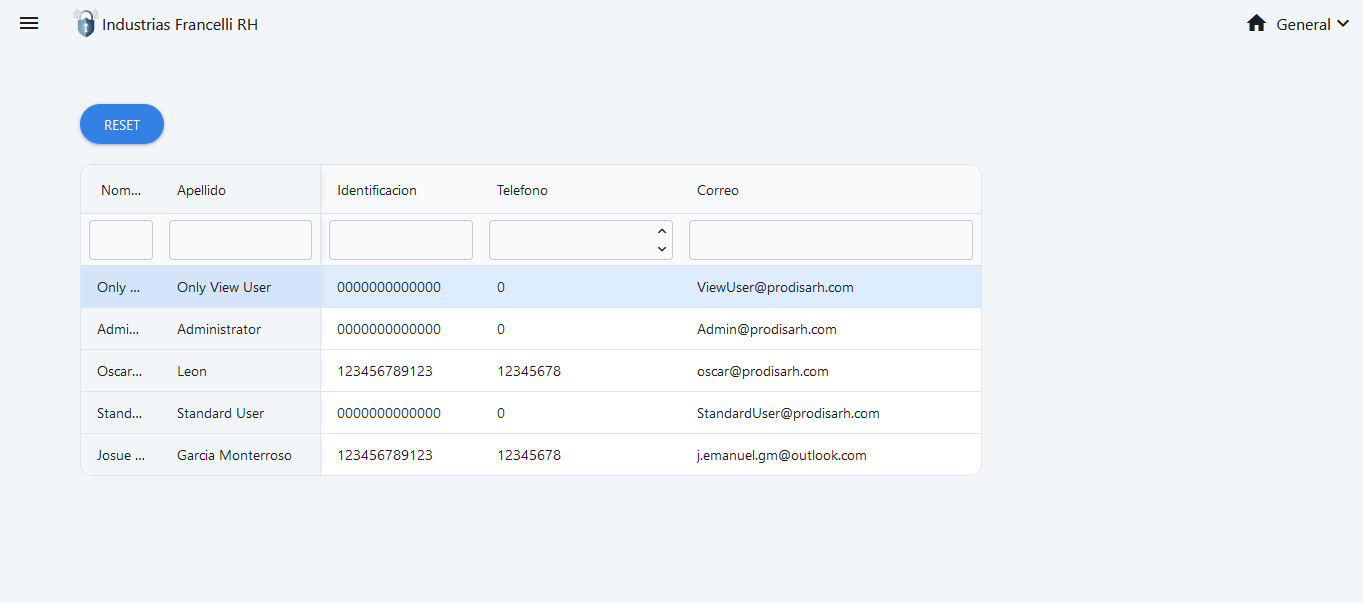 Industrias Francelli RH General
RESET
Nom... Apellido Identificacion Telefono Correo
Only ... Only View User 0000000000000 0 ViewUser@prodisarh.com
Admi... Administrator 0000000000000 0 Admin@prodisarh.com
Oscar... Leon 123456789123 12345678 oscar@prodisarh.com
Stand... Standard User 0000000000000 0 StandardUser@prodisarh.com
Josue ... Garcia Monterroso 123456789123 12345678 j.emanuel.gm@outlook.com